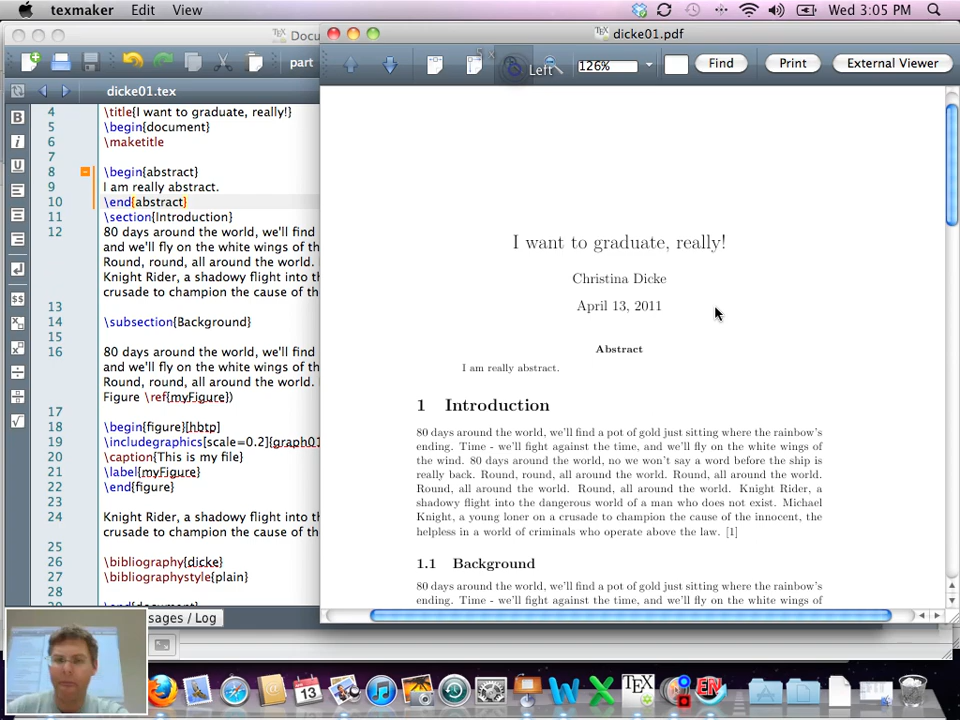 texmaker Edit View Wed 3:05 PM
dicke01.pdf
part
Left
126%
Find
Print
External Viewer
dicke01.tex
4 \title{I want to graduate, really!}
5 \begin{document}
6 \maketitle
7
8 \begin{abstract}
9 I am really abstract.
10 \end{abstract}
11 \section{Introduction}
12 80 days around the world, we'll find
and we'll fly on the white wings of
Round, round, all around the world.
Knight Rider, a shadowy flight into th
crusade to champion the cause of th
13
14 \subsection{Background}
15
16 80 days around the world, we'll find
and we'll fly on the white wings of
Round, round, all around the world.
Figure \ref{myFigure})
17
18 \begin{figure}[hbtp]
19 \includegraphics[scale=0.2]{graph01
20 \caption{This is my file}
21 \label{myFigure}
22 \end{figure}
23
24 Knight Rider, a shadowy flight into th
crusade to champion the cause of th
25
26 \bibliography{dicke}
27 \bibliographystyle{plain}
\end{document}
sages / Log
I want to graduate, really!
Christina Dicke
April 13, 2011
Abstract
I am really abstract.
1 Introduction
80 days around the world, we'll find a pot of gold just sitting where the rainbow's
ending. Time - we'll fight against the time, and we'll fly on the white wings of
the wind. 80 days around the world, no we won't say a word before the ship is
really back. Round, round, all around the world. Round, all around the world.
Round, all around the world. Round, all around the world. Knight Rider, a
shadowy flight into the dangerous world of a man who does not exist. Michael
Knight, a young loner on a crusade to champion the cause of the innocent, the
helpless in a world of criminals who operate above the law. [1]
1.1 Background
80 days around the world, we'll find a pot of gold just sitting where the rainbow's
ending. Time - we'll fight against the time, and we'll fly on the white wings of
13
TEX
EN